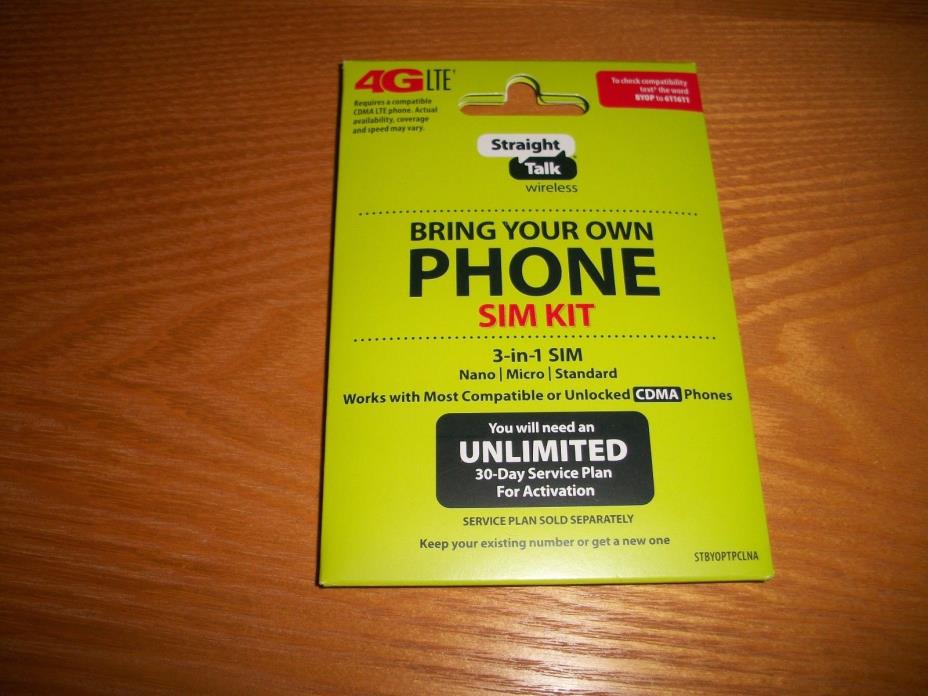 4G LTE
Requires a compatible
CDMA LTE phone. Actual
availability, coverage
and speed may vary.
To check compatibility
text* the word
BYOP to 611611
Straight
Talk
wireless
BRING YOUR OWN
PHONE
SIM KIT
3-in-1 SIM
Nano | Micro | Standard
Works with Most Compatible or Unlocked CDMA Phones
You will need an
UNLIMITED
30-Day Service Plan
For Activation
SERVICE PLAN SOLD SEPARATELY
Keep your existing number or get a new one
STBYOPTPCLNA